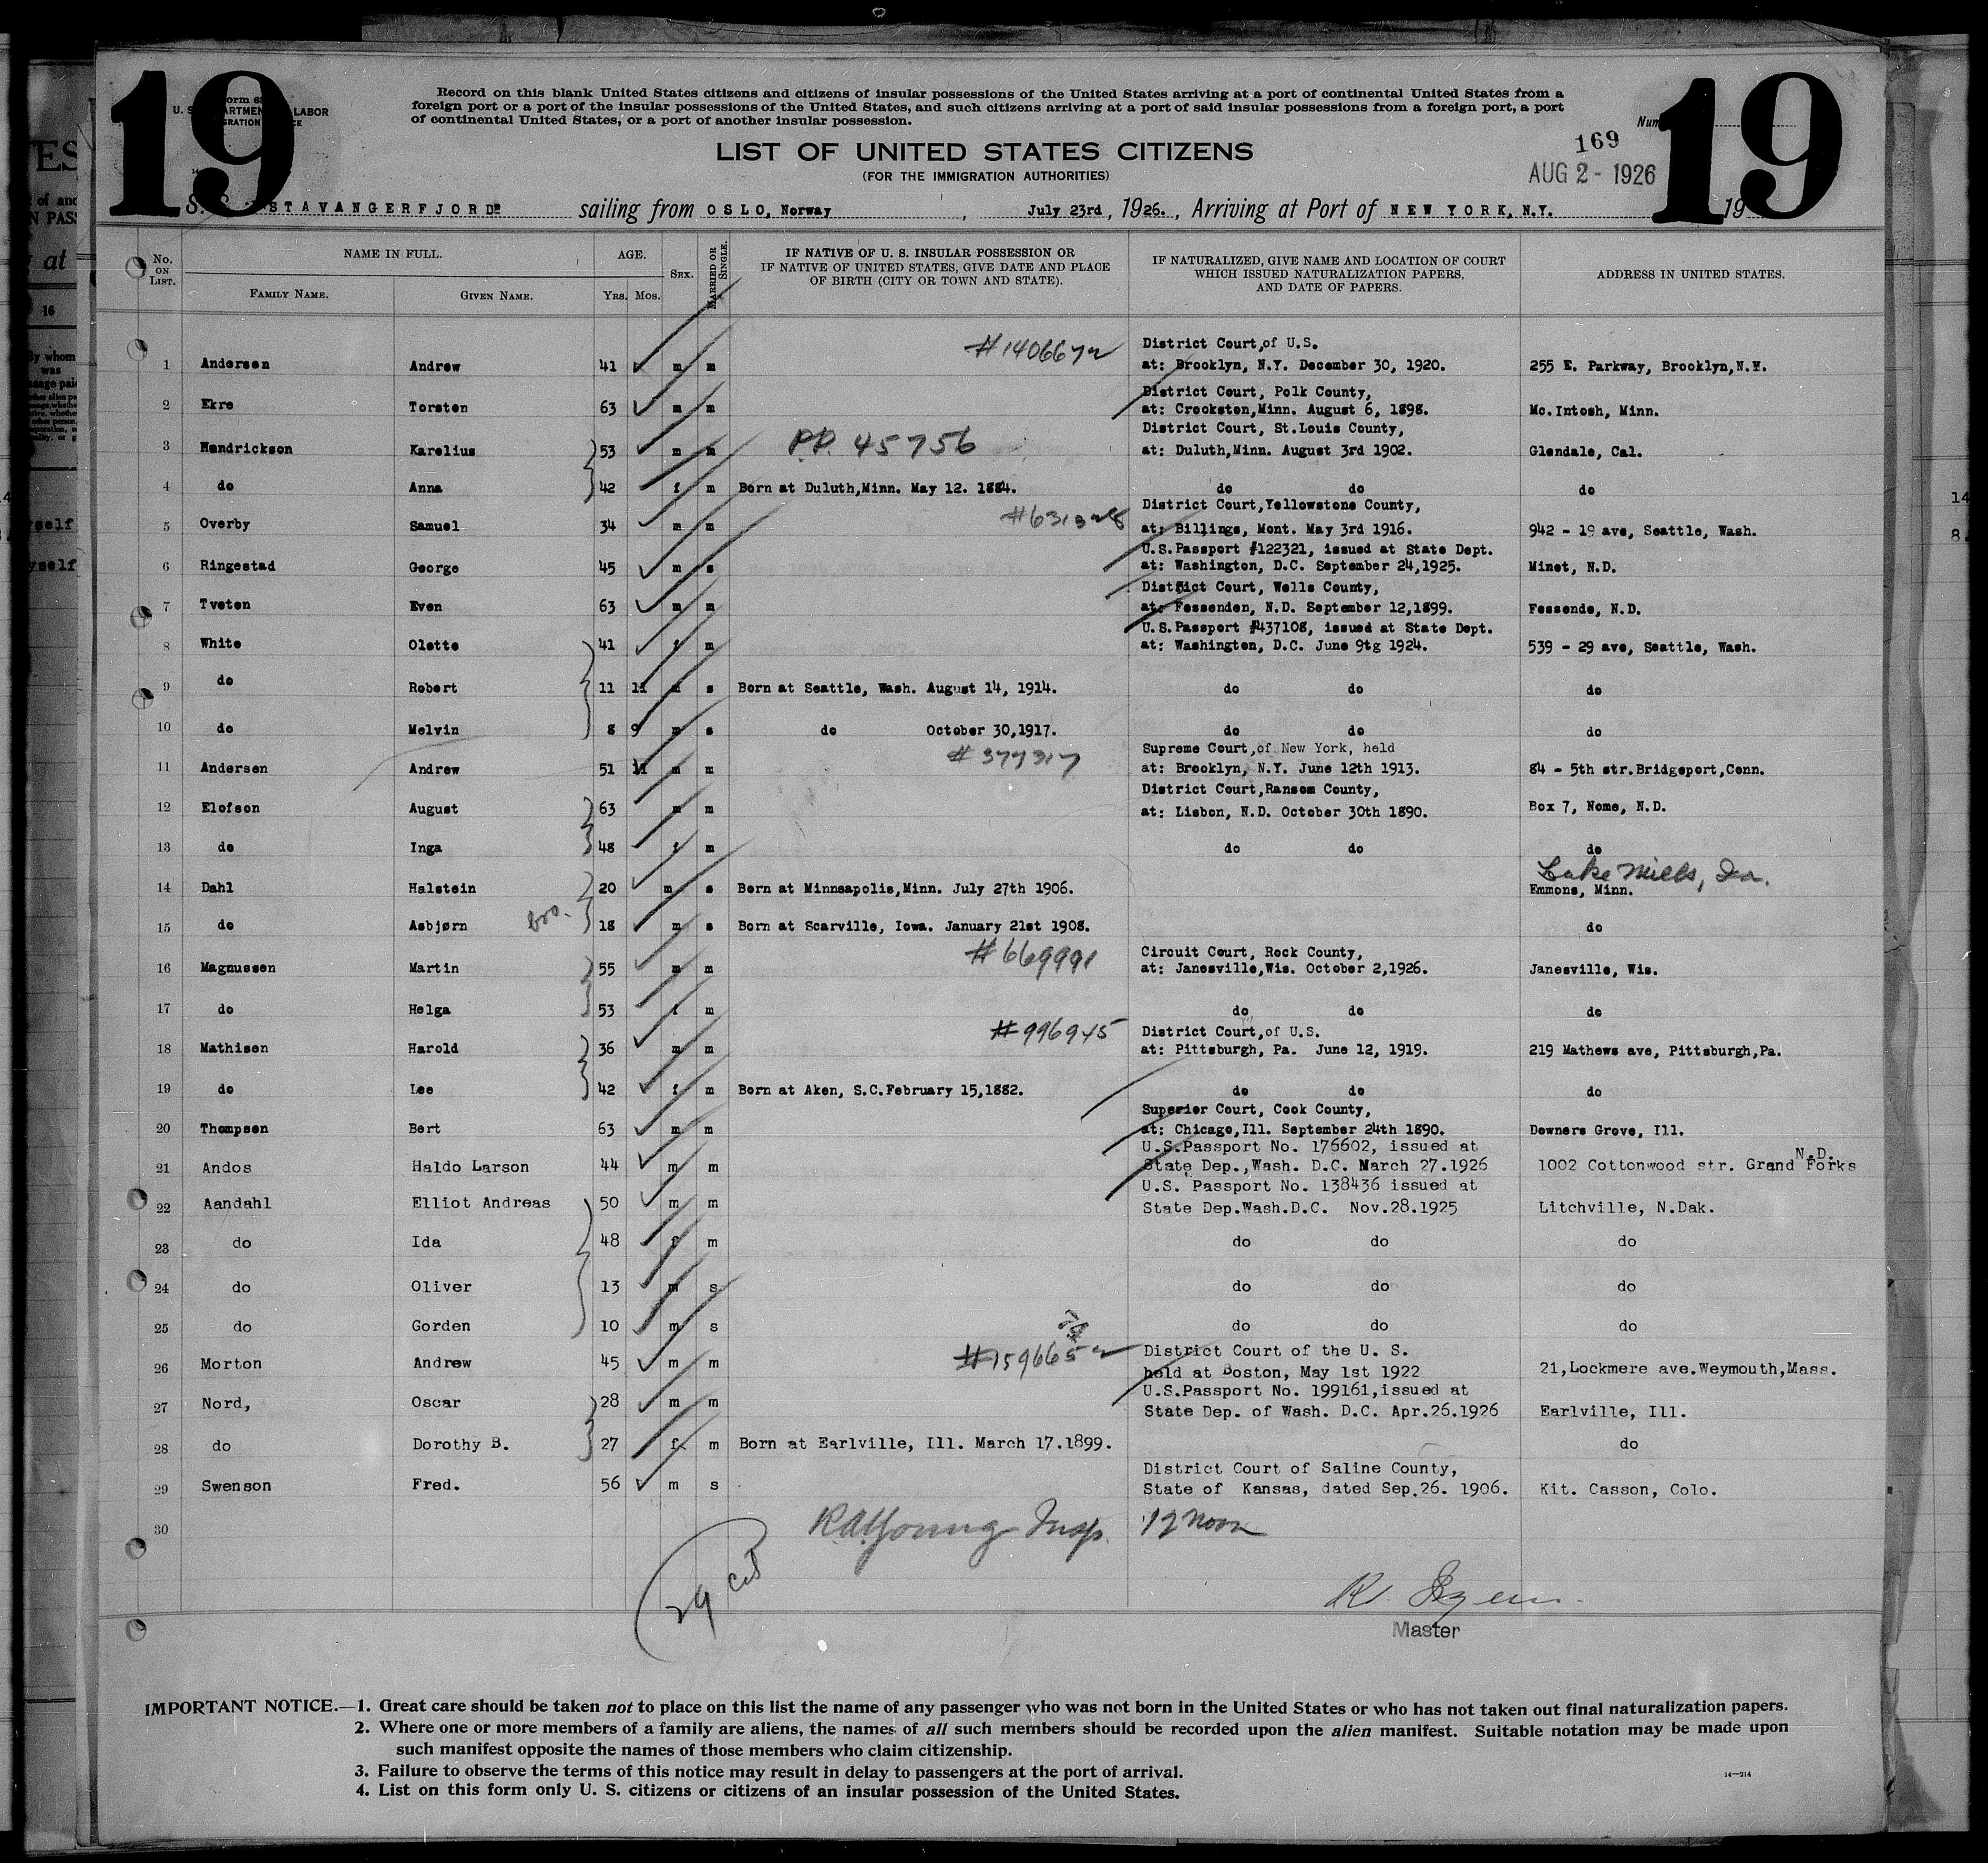 19
19
Record on this blank United States citizens and citizens of insular possessions of the United States arriving at a port of continental United States from a
foreign port or a port of the insular possessions of the United States, and such citizens arriving at a port of said insular possessions from a foreign port, a port
of continental United States, or a port of another insular possession.
LABOR
169
LIST OF UNITED STATES CITIZENS
(FOR THE IMMIGRATION AUTHORITIES)
AUG 2 - 1926
STAVANGERFJORD sailing from OSLO, Norway, July 23rd, 1926., Arriving at Port of NEW YORK, N.Y. 19
No. ON LIST. NAME IN FULL. FAMILY NAME. GIVEN NAME. AGE. YRS. MOS. SEX. MARRIED OR SINGLE. IF NATIVE OF U. S. INSULAR POSSESSION OR IF NATIVE OF UNITED STATES, GIVE DATE AND PLACE OF BIRTH (CITY OR TOWN AND STATE). IF NATURALIZED, GIVE NAME AND LOCATION OF COURT WHICH ISSUED NATURALIZATION PAPERS, AND DATE OF PAPERS. ADDRESS IN UNITED STATES.
#1406672 District Court,of U.S.
1 Andersen Andrew 41 m m at: Brooklyn, N.Y. December 30, 1920. 255 E. Parkway, Brooklyn,N.Y.
District Court, Polk County,
2 Ekre Torsten 63 m m at: Crookston,Minn. August 6, 1898. Mc.Intosh, Minn.
District Court, St.Louis County,
3 Hendrickson Karelius 53 m m P.P. 45756 at: Duluth,Minn. August 3rd 1902. Glendale, Cal.
4 do Anna 42 f m Born at Duluth,Minn. May 12. 1884. do do do
District Court,Yellowstone County,
5 Overby Samuel 34 m m at: Billings, Mont. May 3rd 1916. 942 - 19 ave, Seattle, Wash.
U.S.Passport #122321, issued at State Dept.
6 Ringestad George 45 m s at: Washington, D.C. September 24,1925. Minot, N.D.
District Court, Wells County,
7 Tveten Even 63 m m at: Fessenden, N.D. September 12,1899. Fessende, N.D.
U.S.Passport #437108, issued at State Dept.
8 White Olette 41 f m at: Washington, D.C. June 9tg 1924. 539 - 29 ave, Seattle, Wash.
9 do Robert 11 11 m s Born at Seattle, Wash. August 14, 1914. do do do
10 do Melvin 8 9 m s do October 30,1917. do do do
#377317 Supreme Court,of New York, held
11 Andersen Andrew 51 11 m m at: Brooklyn, N.Y. June 12th 1913. 84 - 5th str.Bridgeport,Conn.
District Court,Ransom County,
12 Elofson August 63 m m at: Lisbon, N.D. October 30th 1890. Box 7, Nome, N.D.
13 do Inga 48 f m do do do
Lake Mills, Ia.
14 Dahl Halstein 20 m s Born at Minneapolis,Minn. July 27th 1906. Emmons, Minn.
15 do Asbjørn bro. 18 m s Born at Scarville, Iowa. January 21st 1908. do
#669991 Circuit Court, Rock County,
16 Magnussen Martin 55 m m at: Janesville,Wis. October 2,1926. Janesville, Wis.
17 do Helga 53 f m do do do
#996945 District Court,of U.S.
18 Mathisen Harold 36 m m at: Pittsburgh, Pa. June 12, 1919. 219 Mathews ave, Pittsburgh,Pa.
19 do Lee 42 f m Born at Aken, S.C.February 15,1882. do do do
Superior Court, Cook County,
20 Thompsen Bert 63 m m at: Chicago,Ill. September 24th 1890. Downers Grove, Ill.
U.S.Passport No. 176602, issued at N.D.
21 Andos Haldo Larson 44 m m State Dep.,Wash. D.C. March 27.1926 1002 Cottonwood str. Grand Forks
U.S. Passport No. 138436 issued at
22 Aandahl Elliot Andreas 50 m m State Dep.Wash.D.C. Nov.28.1925 Litchville, N.Dak.
23 do Ida 48 f m do do do
24 do Oliver 13 m s do do do
25 do Gorden 10 m s do do do
#159665 District Court of the U. S.
26 Morton Andrew 45 m m held at Boston, May 1st 1922 21,Lockmere ave.Weymouth,Mass.
U.S.Passport No. 199161,issued at
27 Nord, Oscar 28 m m State Dep. of Wash. D.C. Apr.26.1926 Earlville, Ill.
28 do Dorothy B. 27 f m Born at Earlville, Ill. March 17.1899. do
District Court of Saline County,
29 Swenson Fred. 56 m s State of Kansas, dated Sep.26. 1906. Kit. Casson, Colo.
30 RAYoung Insp. 12 noon
29 cit
Master
IMPORTANT NOTICE.—1. Great care should be taken not to place on this list the name of any passenger who was not born in the United States or who has not taken out final naturalization papers.
2. Where one or more members of a family are aliens, the names of all such members should be recorded upon the alien manifest. Suitable notation may be made upon
such manifest opposite the names of those members who claim citizenship.
3. Failure to observe the terms of this notice may result in delay to passengers at the port of arrival.
4. List on this form only U. S. citizens or citizens of an insular possession of the United States.
14—214